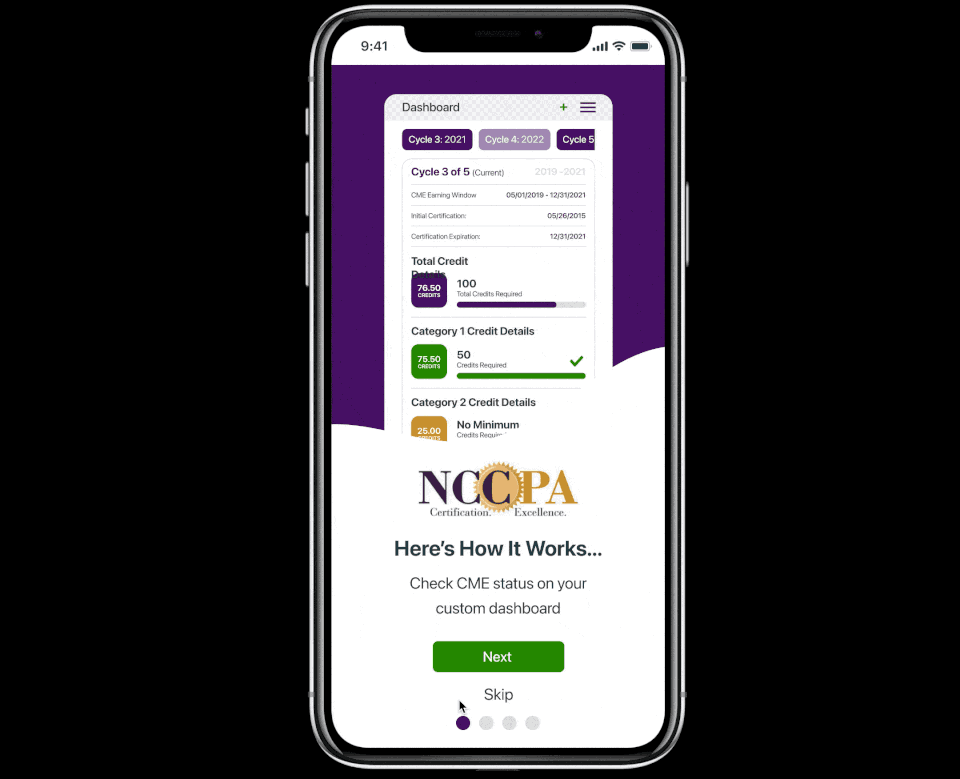 9:41
Dashboard +
Cycle 3: 2021 Cycle 4: 2022 Cycle 5
Cycle 3 of 5 (Current) 2019 -2021
CME Earning Window 05/01/2019 - 12/31/2021
Initial Certification: 05/26/2015
Certification Expiration: 12/31/2021
Total Credit
Details
76.50
CREDITS
100
Total Credits Required
Category 1 Credit Details
75.50
CREDITS
50
Credits Required
Category 2 Credit Details
25.00
CREDITS
No Minimum
Credits
NCCPA
Certification. Excellence.
Here’s How It Works...
Check CME status on your
custom dashboard
Next
Skip